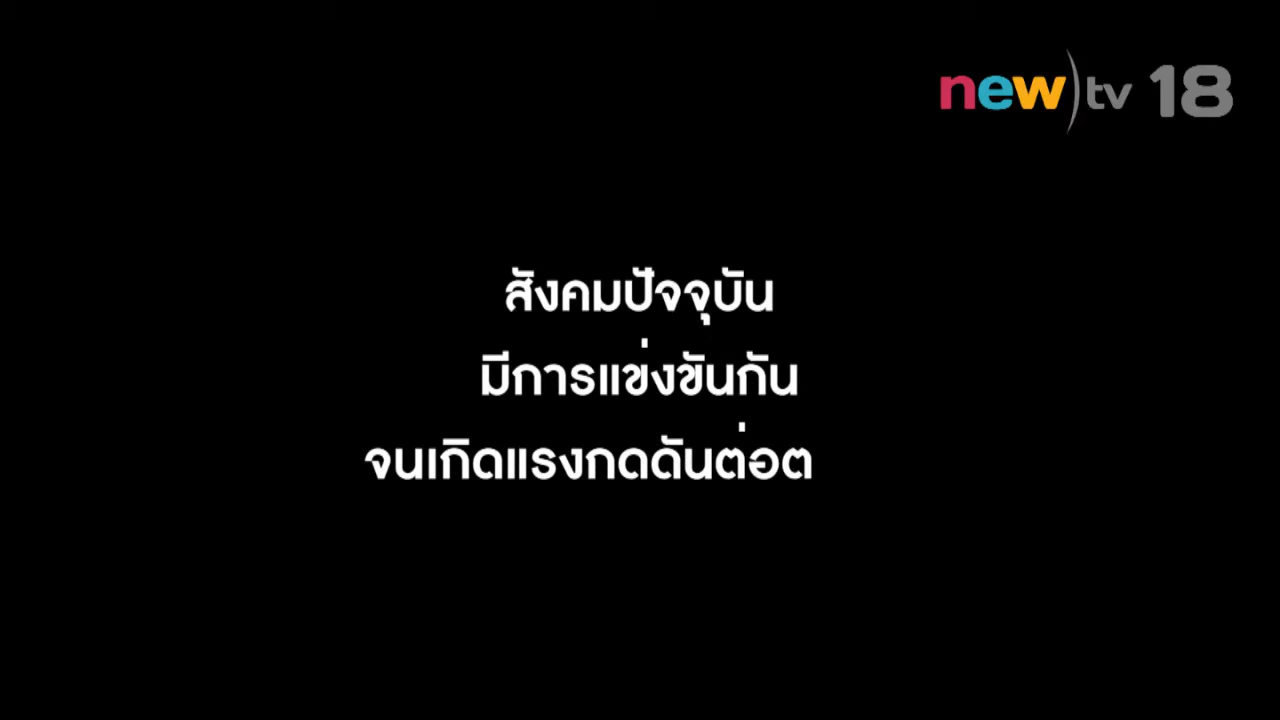 new)tv 18
สังคมปัจจุบัน
มีการแข่งขันกัน
จนเกิดแรงกดดันต่อต